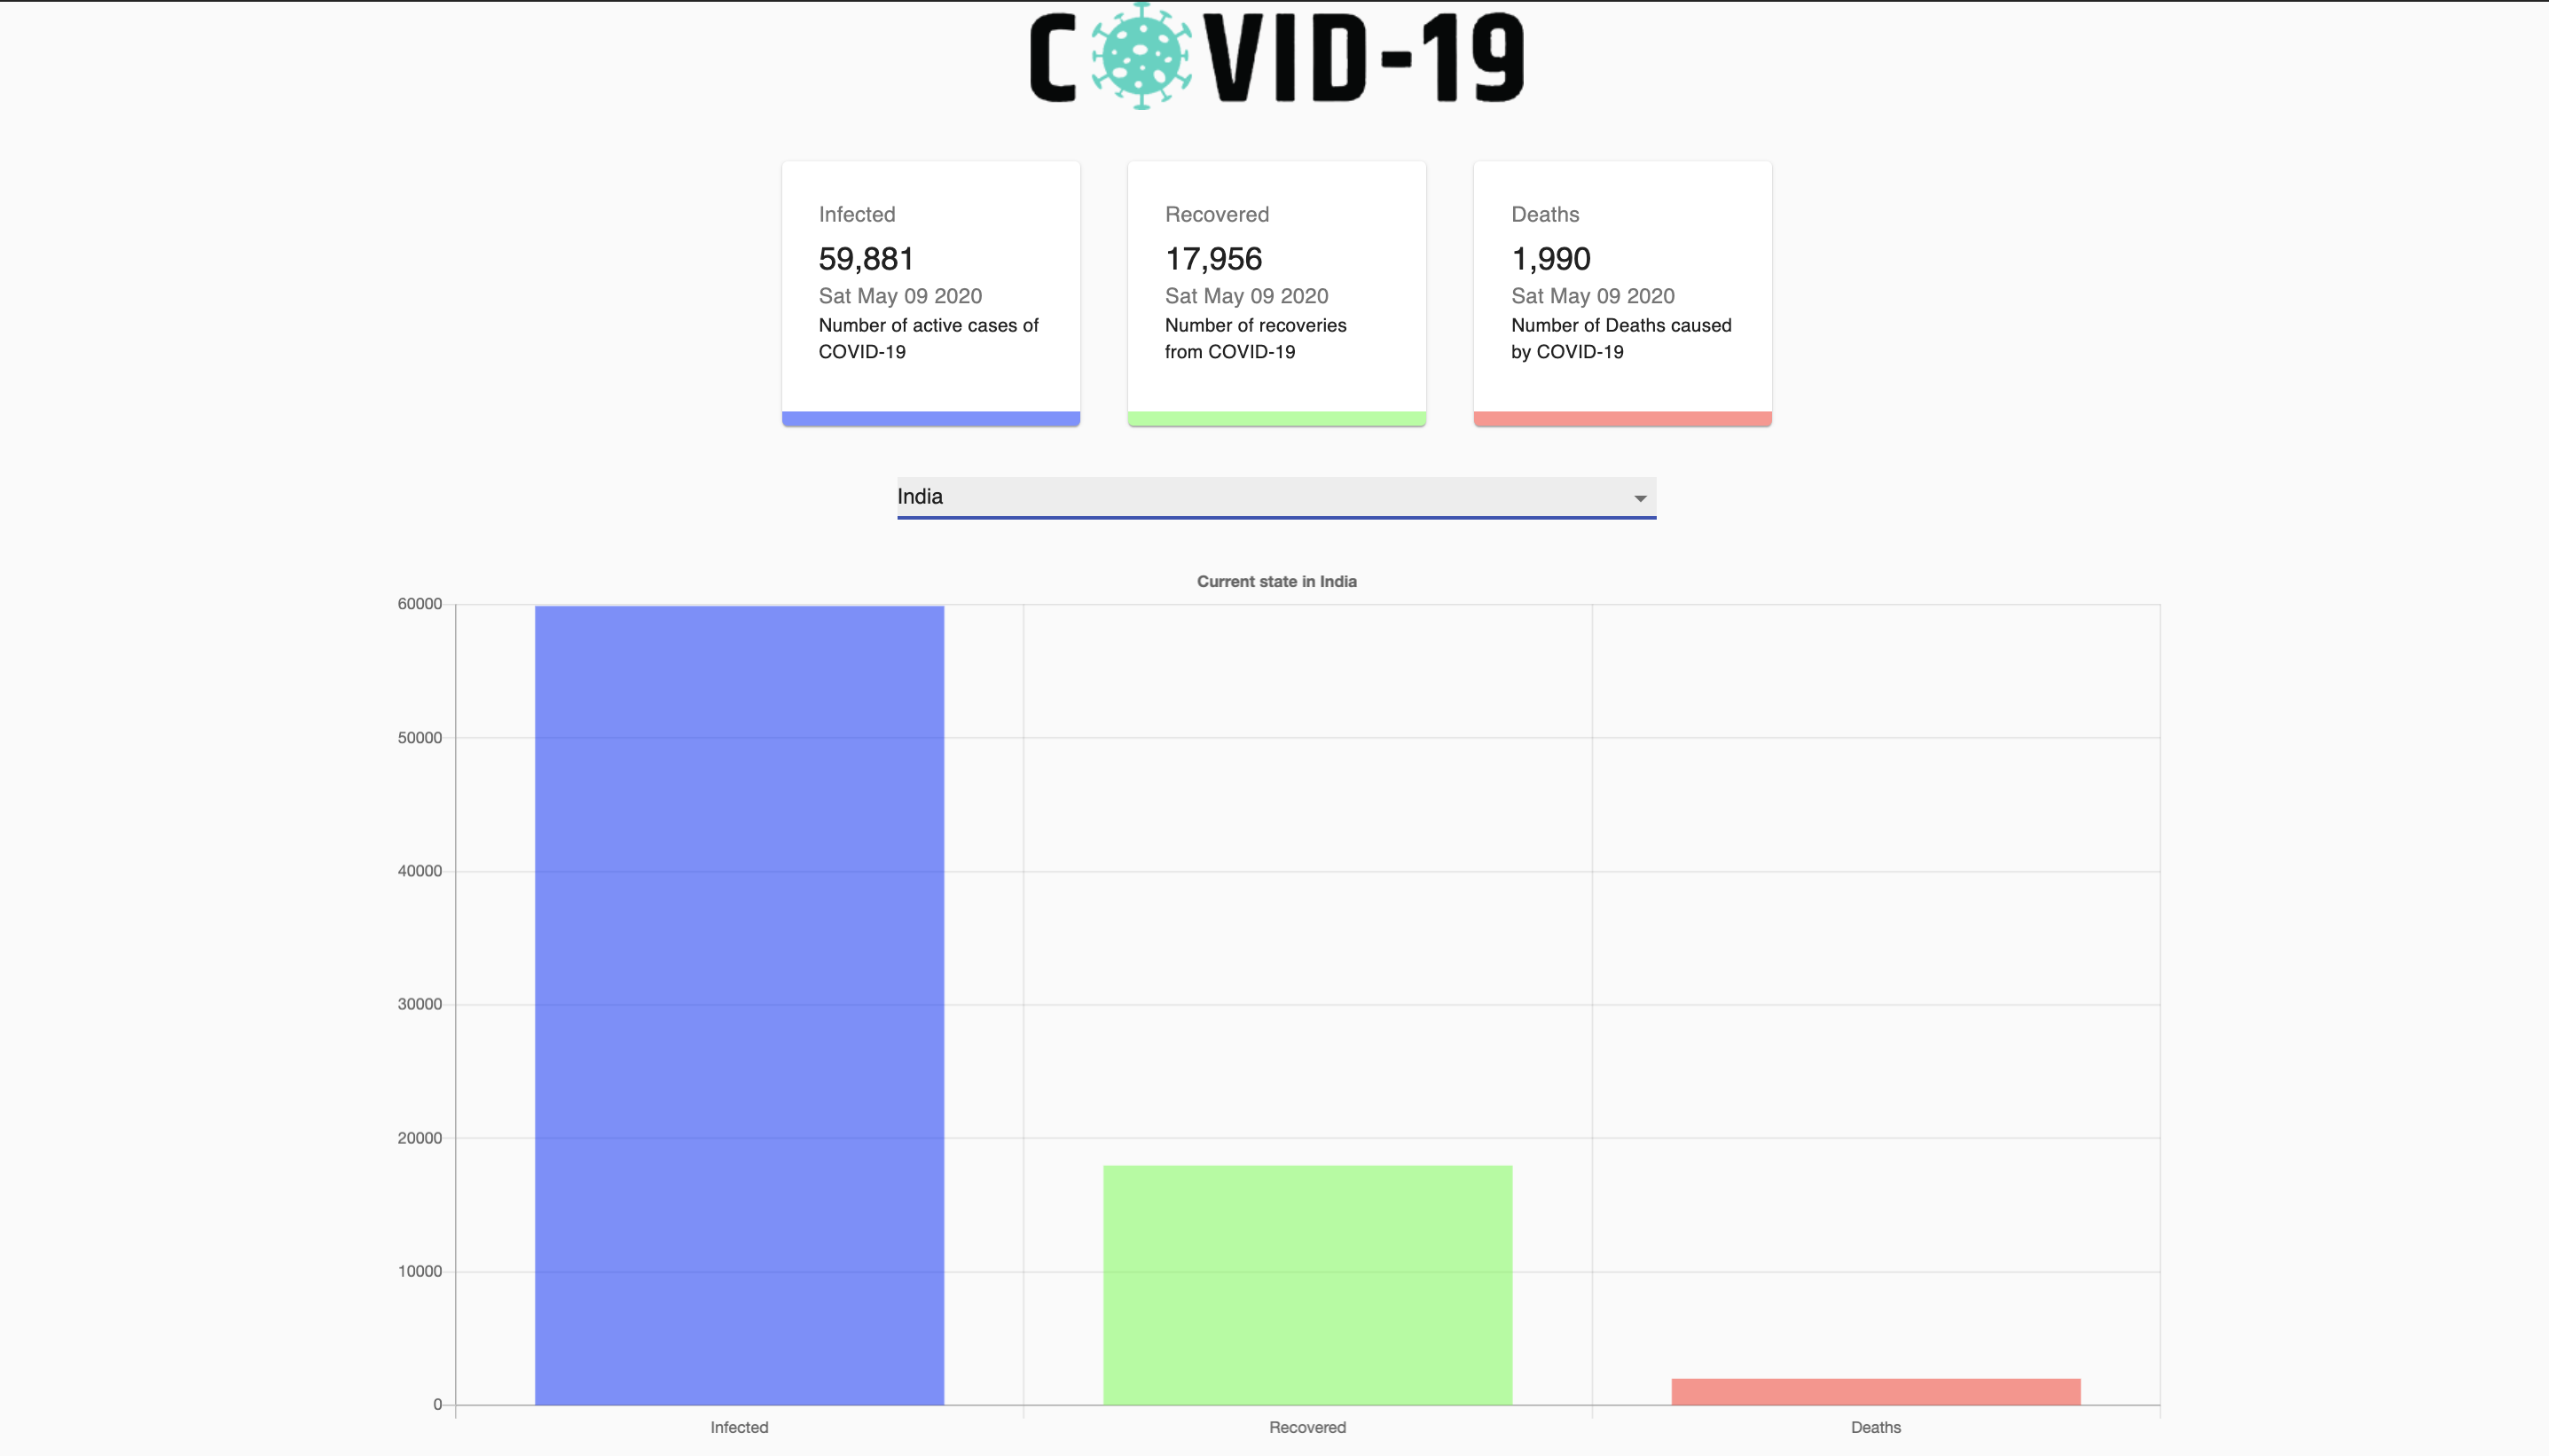 COVID-19
Infected
59,881
Sat May 09 2020
Number of active cases of
COVID-19
Recovered
17,956
Sat May 09 2020
Number of recoveries
from COVID-19
Deaths
1,990
Sat May 09 2020
Number of Deaths caused
by COVID-19
India
Current state in India
60000
50000
40000
30000
20000
10000
0
Infected
Recovered
Deaths